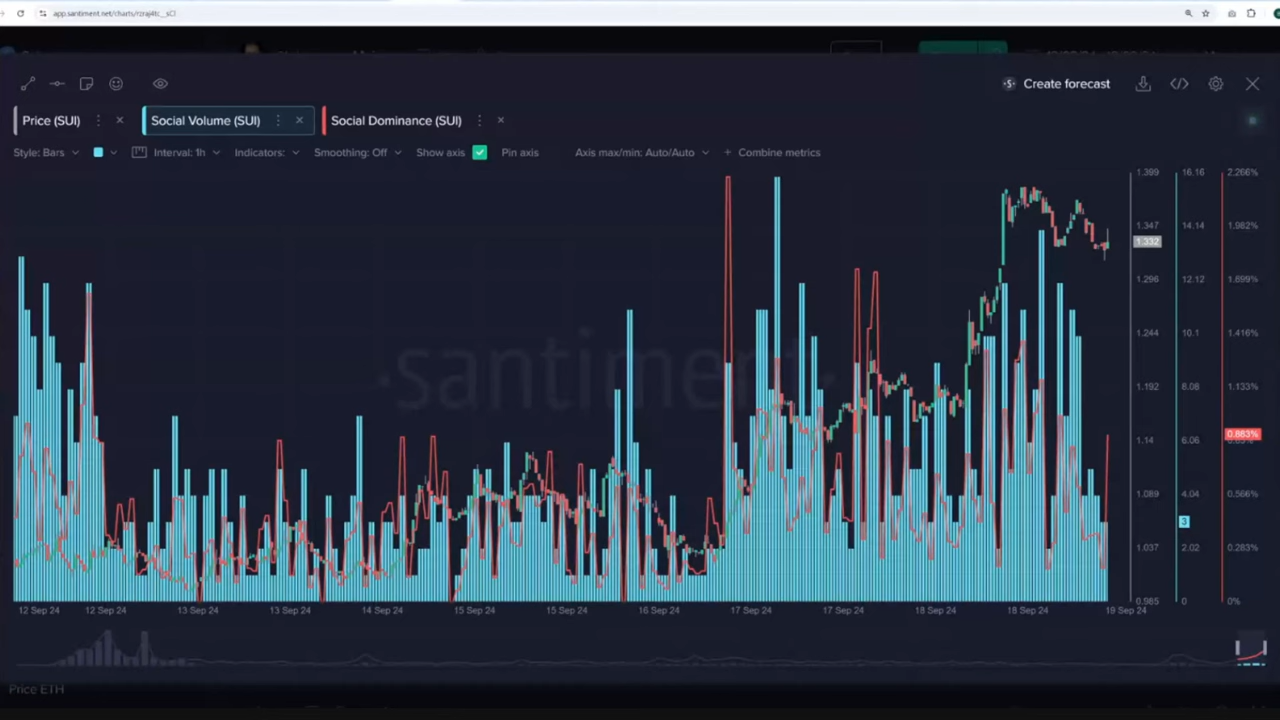 app.santiment.net/charts/rzraj4tc__sCl
Create forecast
Price (SUI) Social Volume (SUI) Social Dominance (SUI)
Style: Bars Interval: 1h Indicators: Smoothing: Off Show axis Pin axis Axis max/min: Auto/Auto + Combine metrics
1.399 16.16 2.266%
1.347 14.14 1.982%
1.332
1.296 12.12 1.699%
1.244 10.1 1.416%
·santiment·
1.192 8.08 1.133%
0.883%
1.14 6.06
1.089 4.04 0.566%
3
1.037 2.02 0.283%
0.985 0 0%
12 Sep 24 12 Sep 24 13 Sep 24 13 Sep 24 14 Sep 24 15 Sep 24 15 Sep 24 16 Sep 24 17 Sep 24 17 Sep 24 18 Sep 24 18 Sep 24 19 Sep 24
Price ETH